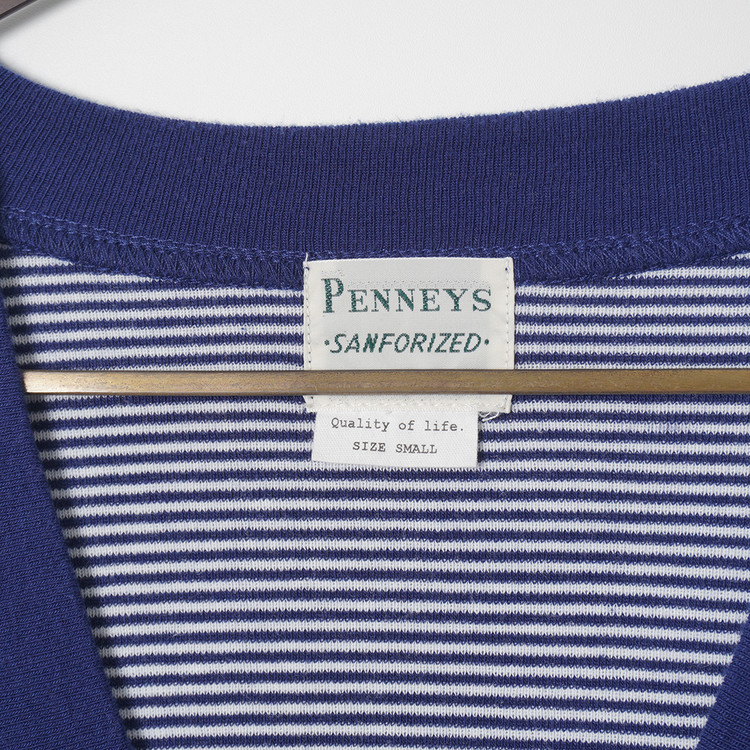 PENNEYS
·SANFORIZED·
Quality of life.
SIZE SMALL